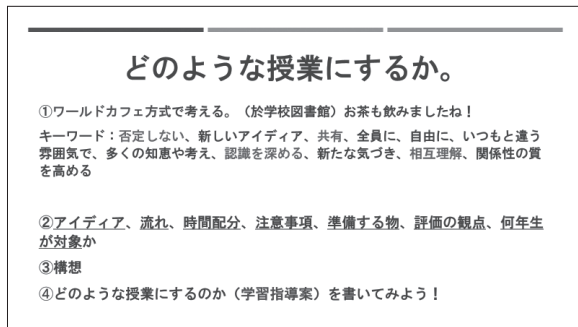 どのような授業にするか。
①ワールドカフェ方式で考える。（於学校図書館）お茶も飲みましたね！
キーワード：否定しない、新しいアイディア、共有、全員に、自由に、いつもと違う
雰囲気で、多くの知恵や考え、認識を深める、新たな気づき、相互理解、関係性の質
を高める
②アイディア、流れ、時間配分、注意事項、準備する物、評価の観点、何年生
が対象か
③構想
④どのような授業にするのか（学習指導案）を書いてみよう！